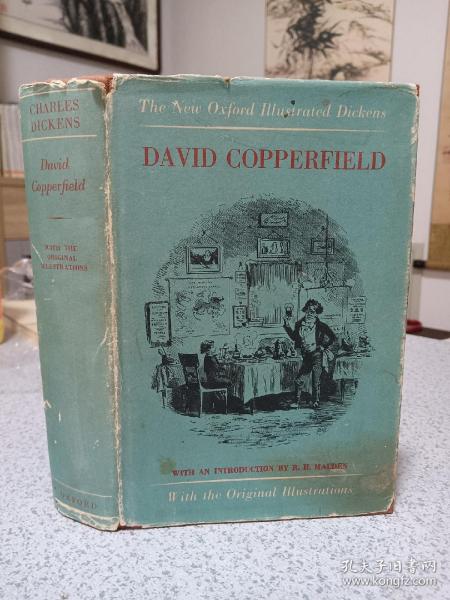 CHARLES
DICKENS
David
Copperfield
WITH THE
ORIGINAL
ILLUSTRATIONS
OXFORD
The New Oxford Illustrated Dickens
DAVID COPPERFIELD
WITH AN INTRODUCTION BY R. H. MALDEN
With the Original Illustrations
孔夫子旧书网
www.kongfz.com